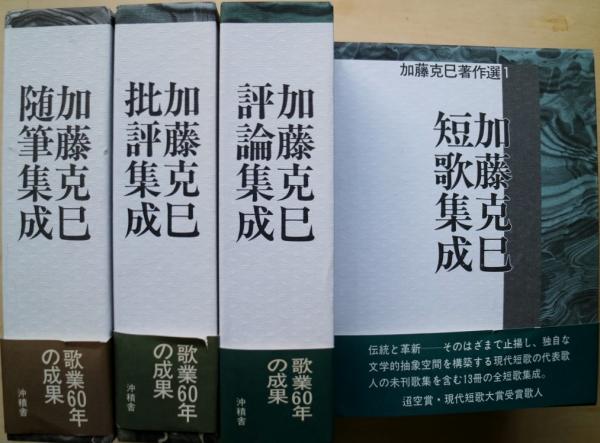 加藤克巳
随筆集成
歌業60年
の成果
沖積舎
加藤克巳
批評集成
歌業60年
の成果
沖積舎
加藤克巳
評論集成
歌業60年
の成果
沖積舎
加藤克巳著作選1
加藤克巳
短歌集成
伝統と革新——そのはざまで止揚し、独自な
文学的抽象空間を構築する現代短歌の代表歌
人の未刊歌集を含む13冊の全短歌集成。
迢空賞・現代短歌大賞受賞歌人